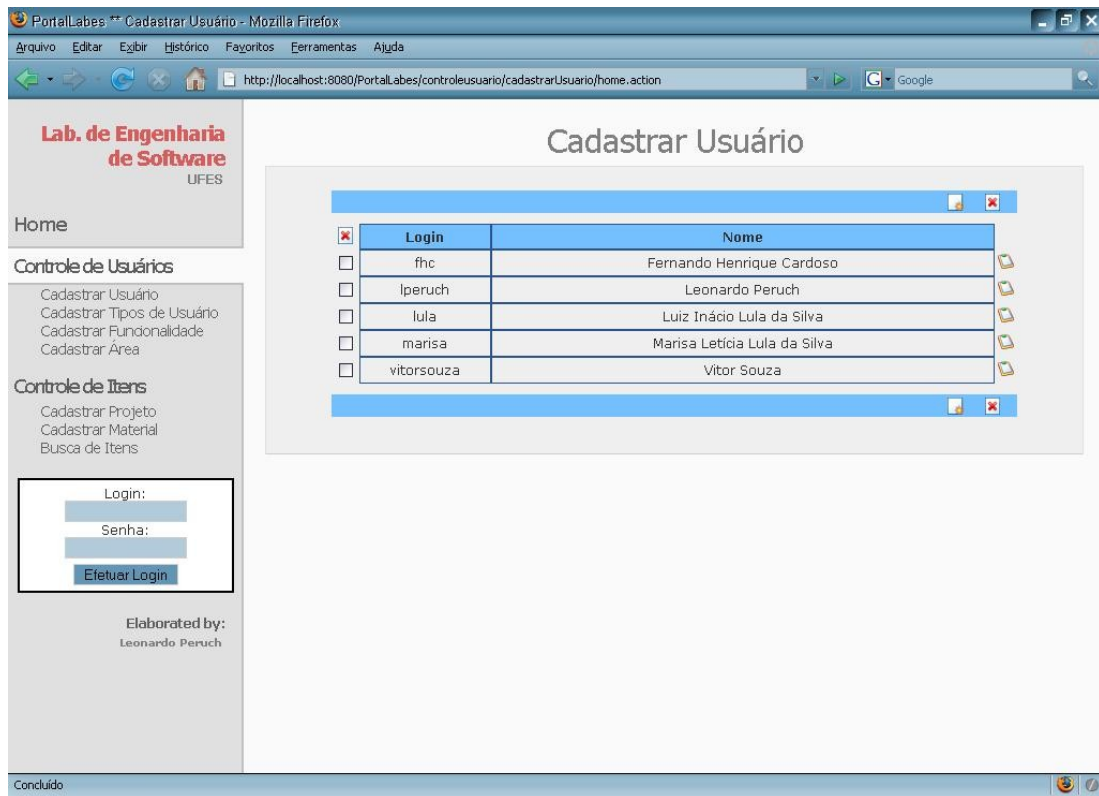 PortalLabes ** Cadastrar Usuário - Mozilla Firefox
Arquivo Editar Exibir Histórico Favoritos Ferramentas Ajuda
http://localhost:8080/PortalLabes/controleusuario/cadastrarUsuario/home.action
G Google
Lab. de Engenharia
de Software
UFES
Home
Controle de Usuários
Cadastrar Usuário
Cadastrar Tipos de Usuário
Cadastrar Funcionalidade
Cadastrar Área
Controle de Itens
Cadastrar Projeto
Cadastrar Material
Busca de Itens
Login:
Senha:
Efetuar Login
Elaborated by:
Leonardo Peruch
Cadastrar Usuário
Login Nome
fhc Fernando Henrique Cardoso
lperuch Leonardo Peruch
lula Luiz Inácio Lula da Silva
marisa Marisa Letícia Lula da Silva
vitorsouza Vitor Souza
Concluído